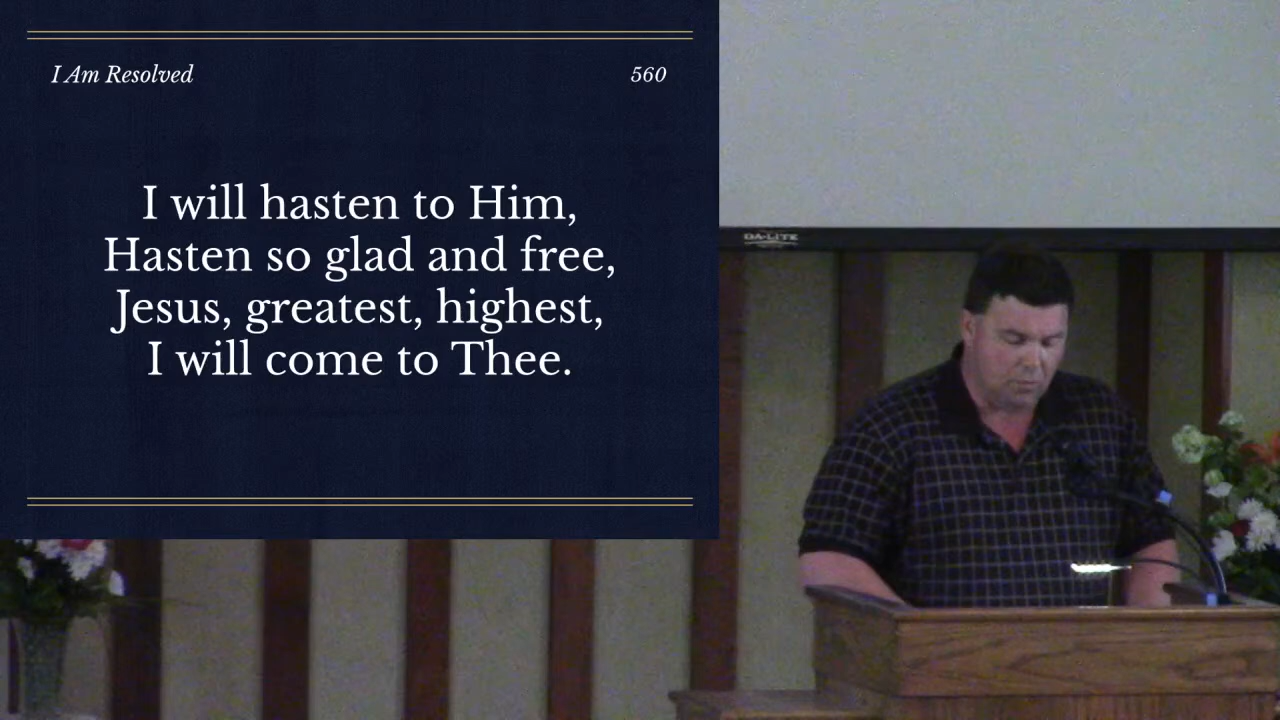 I Am Resolved
560
I will hasten to Him,
Hasten so glad and free,
Jesus, greatest, highest,
I will come to Thee.
DA-LITE